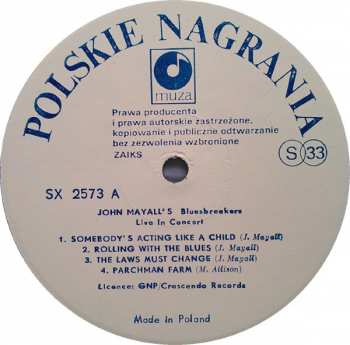 POLSKIE NAGRANIA
muza
Prawa producenta
i prawa autorskie zastrzeżone,
kopiowanie i publiczne odtwarzanie
bez zezwolenia wzbronione
ZAIKS
S 33
SX 2573 A
JOHN MAYALL'S Bluesbreakers
Live In Concert
1. SOMEBODY'S ACTING LIKE A CHILD (J. Mayall)
2. ROLLING WITH THE BLUES (J. Mayall)
3. THE LAWS MUST CHANGE (J. Mayall)
4. PARCHMAN FARM (M. Allison)
Licence: GNP/Crescendo Records
Made in Poland